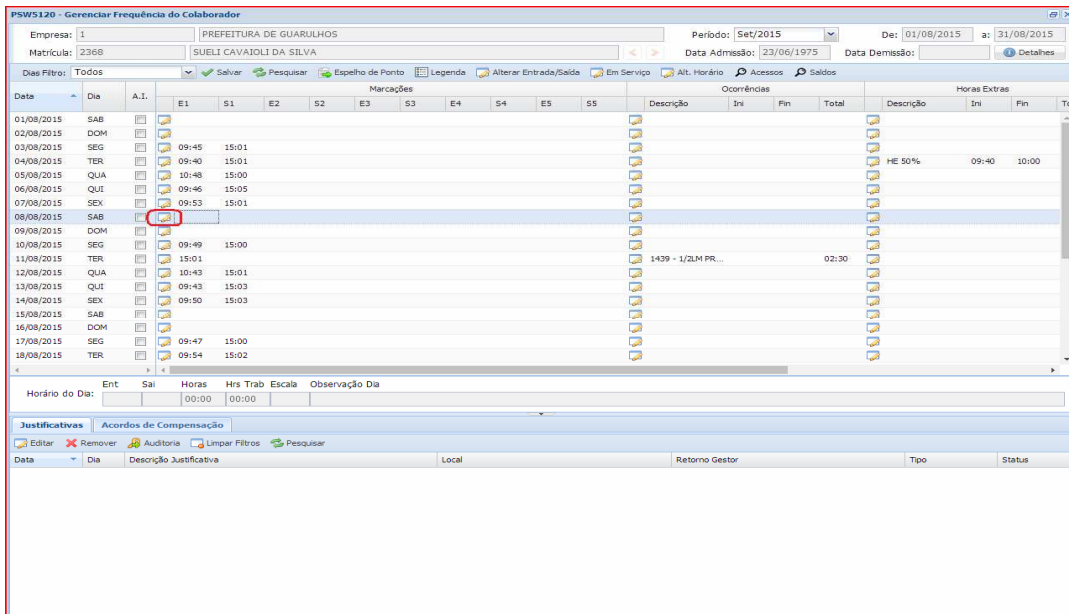 PSW5120 - Gerenciar Frequência do Colaborador
Empresa: 1 PREFEITURA DE GUARULHOS Período: Set/2015 De: 01/08/2015 a: 31/08/2015
Matrícula: 2368 SUELI CAVAIOLI DA SILVA Data Admissão: 23/06/1975 Data Demissão: Detalhes
Dias Filtro: Todos Salvar Pesquisar Espelho de Ponto Legenda Alterar Entrada/Saída Em Serviço Alt. Horário Acessos Saldos
Data Dia A.I. Marcações Ocorrências Horas Extras
E1 S1 E2 S2 E3 S3 E4 S4 E5 S5 Descrição Ini Fin Total Descrição Ini Fin
01/08/2015 SAB
02/08/2015 DOM
03/08/2015 SEG 09:45 15:01
04/08/2015 TER 09:40 15:01 HE 50% 09:40 10:00
05/08/2015 QUA 10:48 15:00
06/08/2015 QUI 09:46 15:05
07/08/2015 SEX 09:53 15:01
08/08/2015 SAB
09/08/2015 DOM
10/08/2015 SEG 09:49 15:00
11/08/2015 TER 15:01 1439 - 1/2LM PR... 02:30
12/08/2015 QUA 10:43 15:01
13/08/2015 QUI 09:43 15:03
14/08/2015 SEX 09:50 15:03
15/08/2015 SAB
16/08/2015 DOM
17/08/2015 SEG 09:47 15:00
18/08/2015 TER 09:54 15:02
Ent Sai Horas Hrs Trab Escala Observação Dia
Horário do Dia: 00:00 00:00
Justificativas Acordos de Compensação
Editar Remover Auditoria Limpar Filtros Pesquisar
Data Dia Descrição Justificativa Local Retorno Gestor Tipo Status